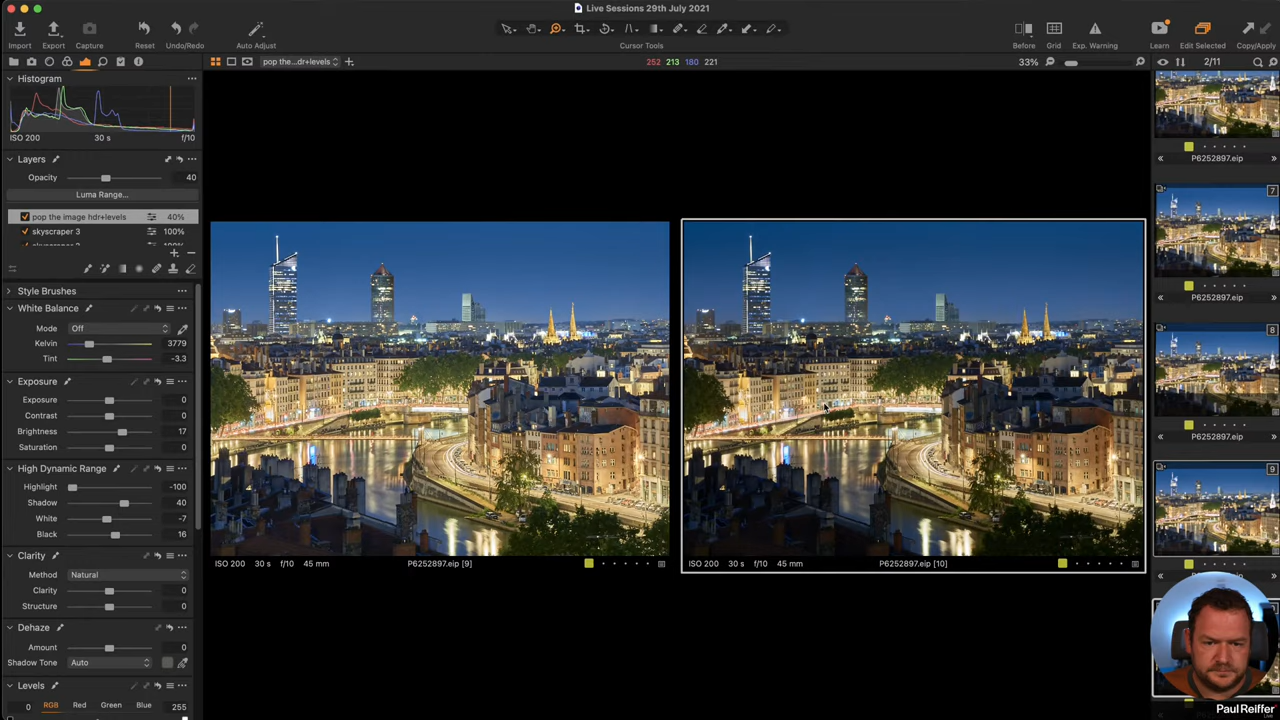 Live Sessions 29th July 2021
Import Export Capture Reset Undo/Redo Auto Adjust Cursor Tools Before Grid Exp. Warning Learn Edit Selected Copy/Apply
pop the...dr+levels 252 213 180 221 33% 2/11
Histogram
ISO 200 30 s f/10
Layers
Opacity 40
Luma Range...
pop the image hdr+levels 40%
skyscraper 3 100%
Style Brushes
White Balance
Mode Off
Kelvin 3779
Tint -3.3
Exposure
Exposure 0
Contrast 0
Brightness 17
Saturation 0
High Dynamic Range
Highlight -100
Shadow 40
White -7
Black 16
Clarity
Method Natural
Clarity 0
Structure 0
Dehaze
Amount 0
Shadow Tone Auto
Levels
0 RGB Red Green Blue 255
ISO 200 30 s f/10 45 mm P6252897.eip [9]
ISO 200 30 s f/10 45 mm P6252897.eip [10]
P6252897.eip
7
P6252897.eip
8
P6252897.eip
9
Paul Reiffer
Live